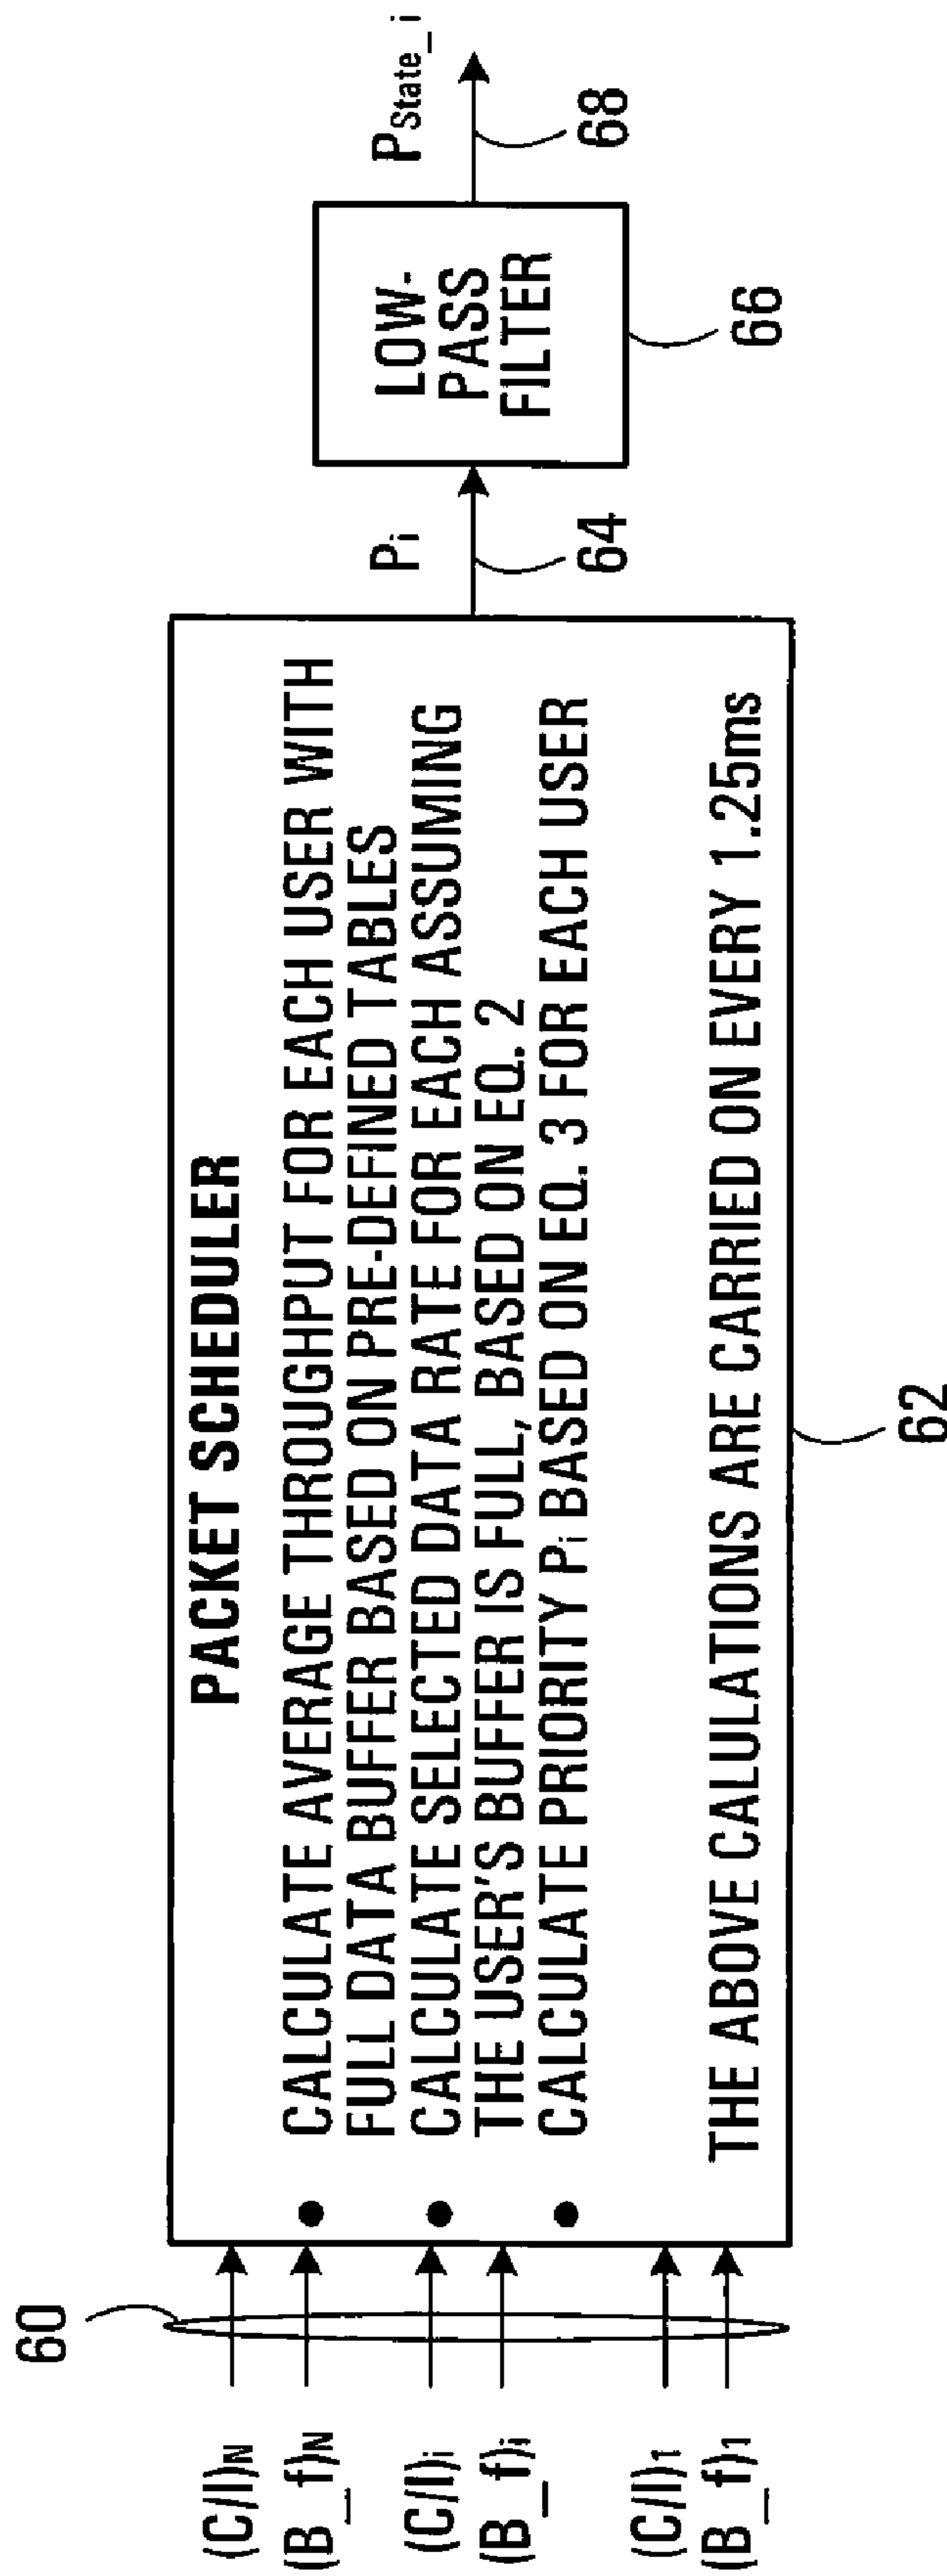 60
(C/I)N
(B_f)N
(C/I)i
(B_f)i
(C/I)1
(B_f)1
PACKET SCHEDULER
• CALCULATE AVERAGE THROUGHPUT FOR EACH USER WITH
FULL DATA BUFFER BASED ON PRE-DEFINED TABLES
• CALCULATE SELECTED DATA RATE FOR EACH ASSUMING
THE USER'S BUFFER IS FULL, BASED ON EQ. 2
• CALCULATE PRIORITY Pi BASED ON EQ. 3 FOR EACH USER
THE ABOVE CALULATIONS ARE CARRIED ON EVERY 1.25ms
62
Pi
64
LOW-
PASS
FILTER
66
PState_i
68